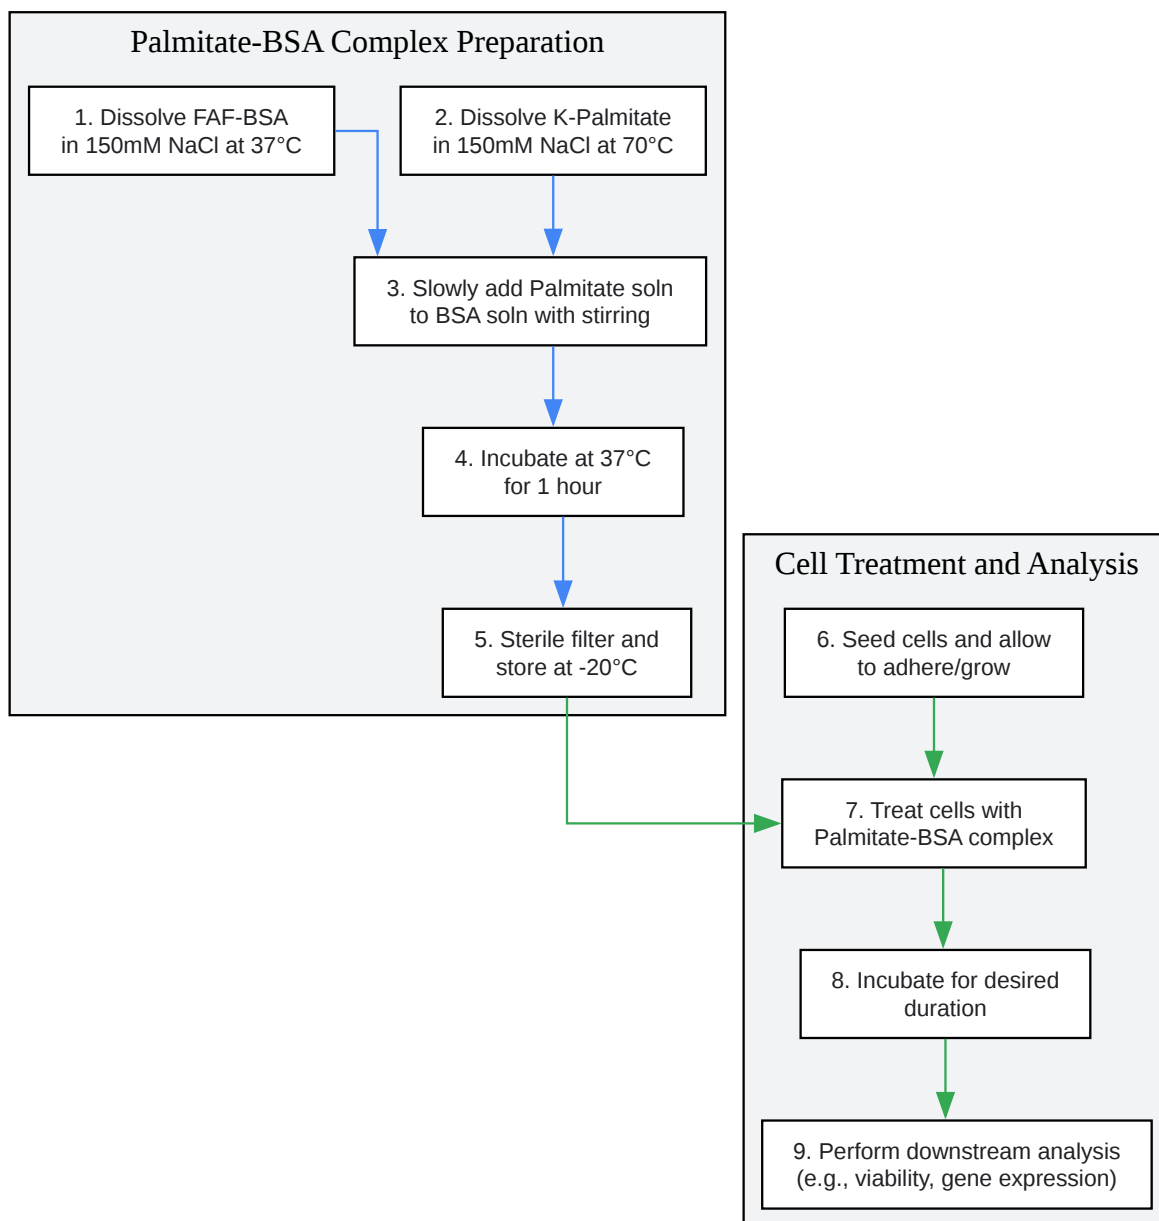 Palmitate-BSA Complex Preparation
1. Dissolve FAF-BSA
in 150mM NaCl at 37°C
2. Dissolve K-Palmitate
in 150mM NaCl at 70°C
3. Slowly add Palmitate soln
to BSA soln with stirring
4. Incubate at 37°C
for 1 hour
5. Sterile filter and
store at -20°C
Cell Treatment and Analysis
6. Seed cells and allow
to adhere/grow
7. Treat cells with
Palmitate-BSA complex
8. Incubate for desired
duration
9. Perform downstream analysis
(e.g., viability, gene expression)